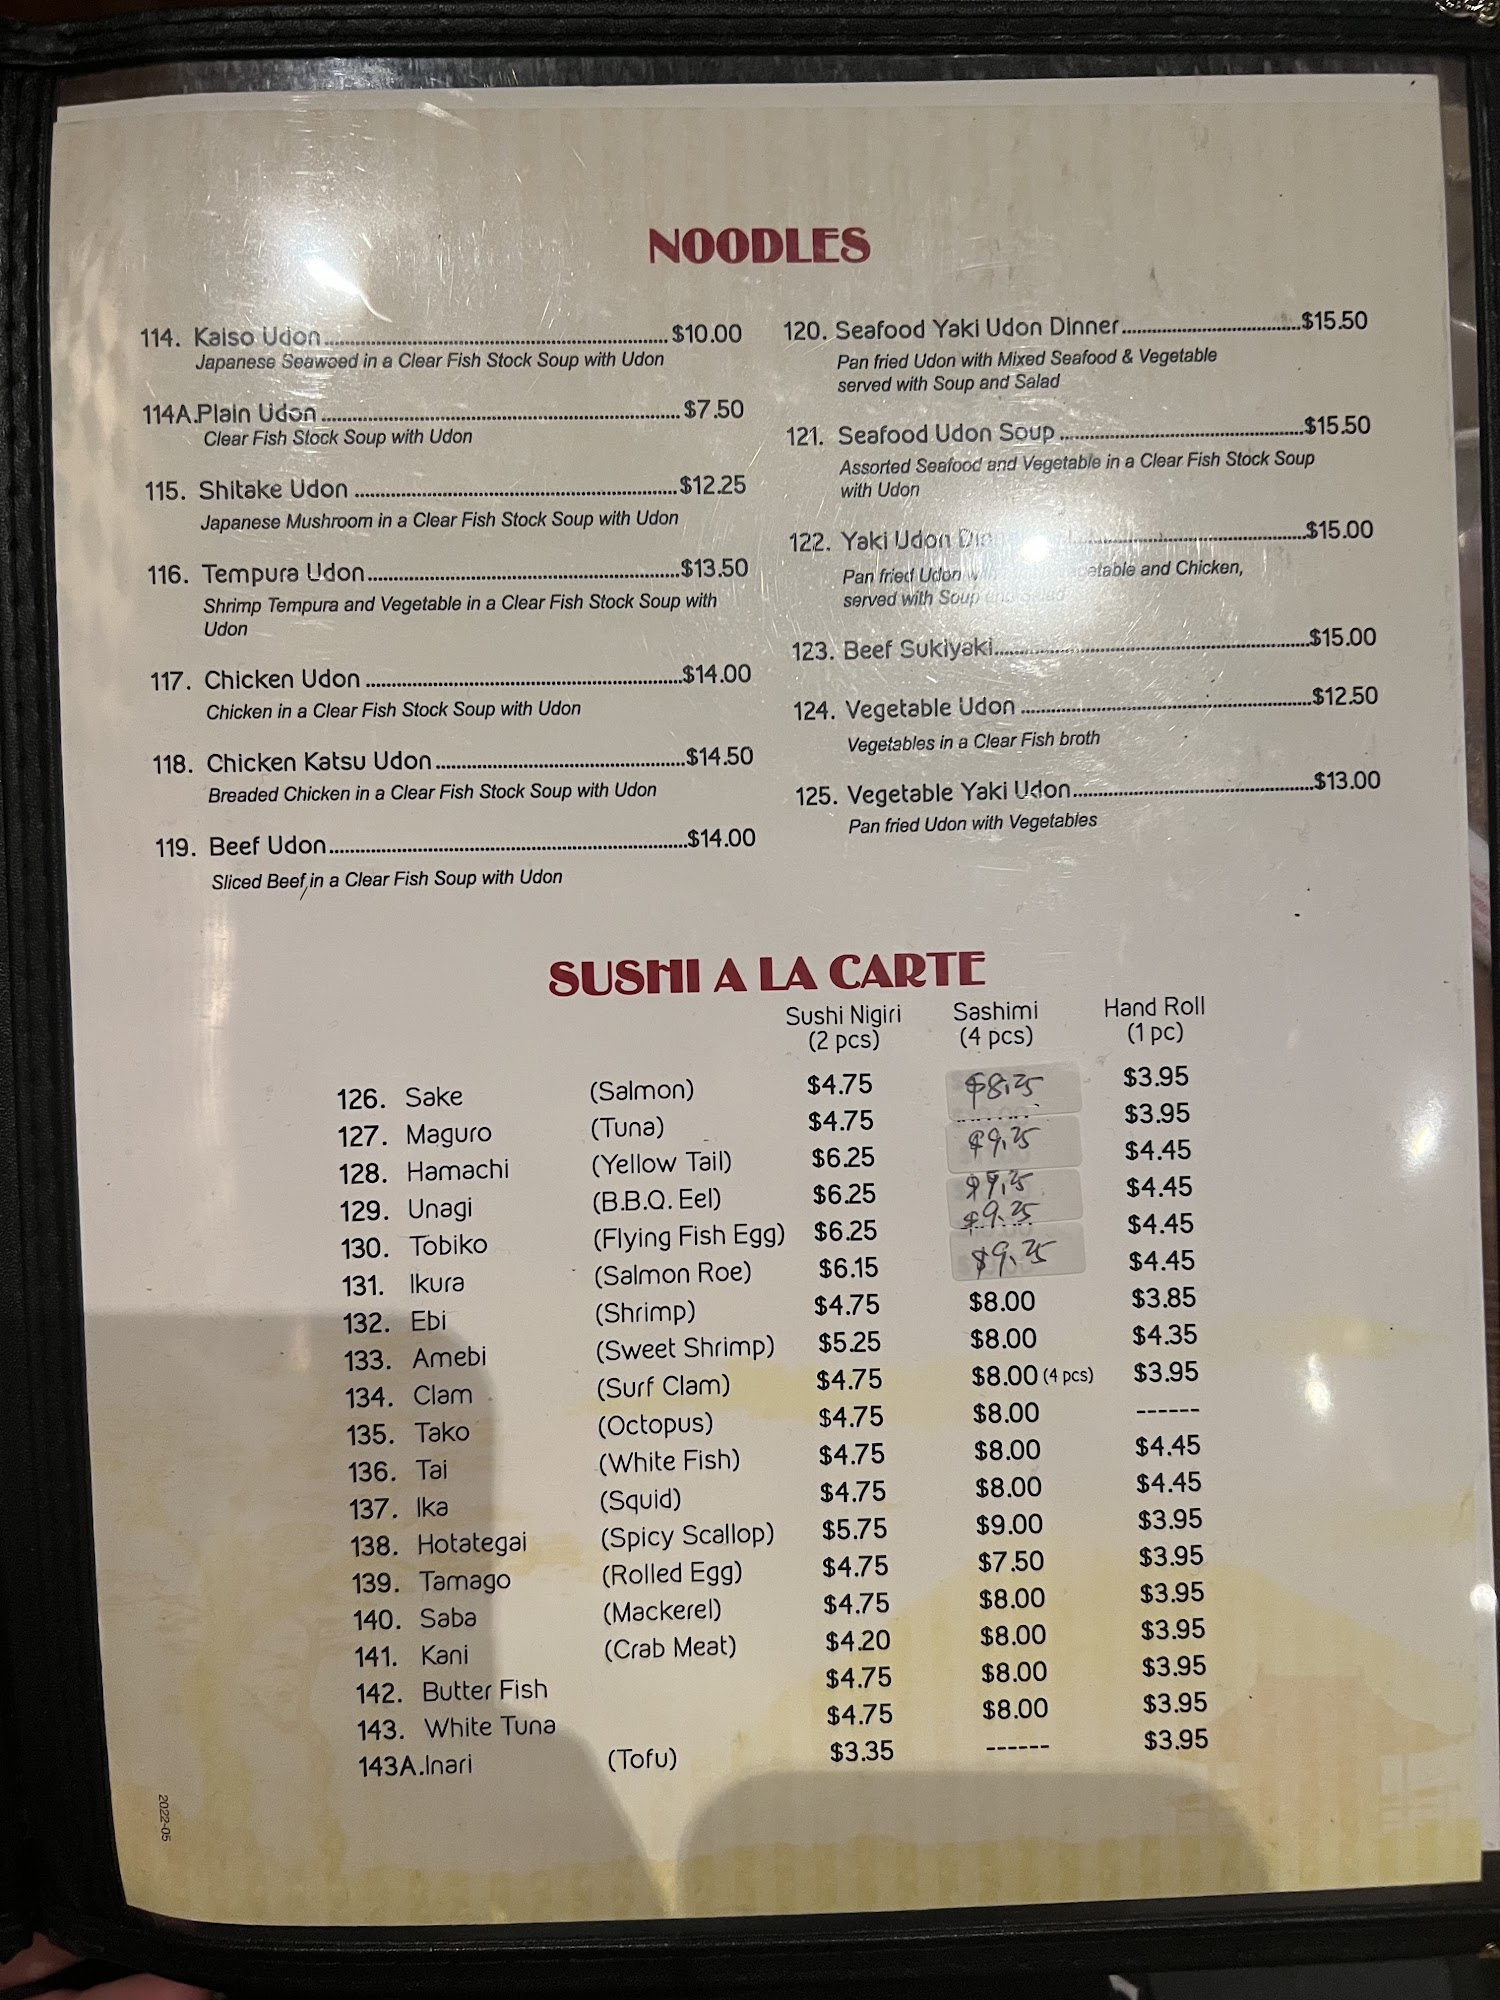 NOODLES
114. Kaiso Udon $10.00
Japanese Seaweed in a Clear Fish Stock Soup with Udon
114A.Plain Udon $7.50
Clear Fish Stock Soup with Udon
115. Shitake Udon $12.25
Japanese Mushroom in a Clear Fish Stock Soup with Udon
116. Tempura Udon $13.50
Shrimp Tempura and Vegetable in a Clear Fish Stock Soup with
Udon
117. Chicken Udon $14.00
Chicken in a Clear Fish Stock Soup with Udon
118. Chicken Katsu Udon $14.50
Breaded Chicken in a Clear Fish Stock Soup with Udon
119. Beef Udon $14.00
Sliced Beef in a Clear Fish Soup with Udon
120. Seafood Yaki Udon Dinner $15.50
Pan fried Udon with Mixed Seafood & Vegetable
served with Soup and Salad
121. Seafood Udon Soup $15.50
Assorted Seafood and Vegetable in a Clear Fish Stock Soup
with Udon
122. Yaki Udon $15.00
Pan fried Udon and Chicken,
served with Soup and Salad
123. Beef Sukiyaki $15.00
124. Vegetable Udon $12.50
Vegetables in a Clear Fish broth
125. Vegetable Yaki Udon $13.00
Pan fried Udon with Vegetables
SUSHI A LA CARTE
Sushi Nigiri Sashimi Hand Roll
(2 pcs) (4 pcs) (1 pc)
126. Sake (Salmon) $4.75 $8.25 $3.95
127. Maguro (Tuna) $4.75 $3.95
128. Hamachi (Yellow Tail) $6.25 $9.25 $4.45
129. Unagi (B.B.Q. Eel) $6.25 $9.25 $4.45
130. Tobiko (Flying Fish Egg) $6.25 $9.25 $4.45
131. Ikura (Salmon Roe) $6.15 $9.25 $4.45
132. Ebi (Shrimp) $4.75 $8.00 $3.85
133. Amebi (Sweet Shrimp) $5.25 $8.00 $4.35
134. Clam (Surf Clam) $4.75 $8.00 (4 pcs) $3.95
135. Tako (Octopus) $4.75 $8.00 ------
136. Tai (White Fish) $4.75 $8.00 $4.45
137. Ika (Squid) $4.75 $8.00 $4.45
138. Hotategai (Spicy Scallop) $5.75 $9.00 $3.95
139. Tamago (Rolled Egg) $4.75 $7.50 $3.95
140. Saba (Mackerel) $4.75 $8.00 $3.95
141. Kani (Crab Meat) $4.20 $8.00 $3.95
142. Butter Fish $4.75 $8.00 $3.95
143. White Tuna $4.75 $8.00 $3.95
143A.Inari (Tofu) $3.35 ------ $3.95
2022-05